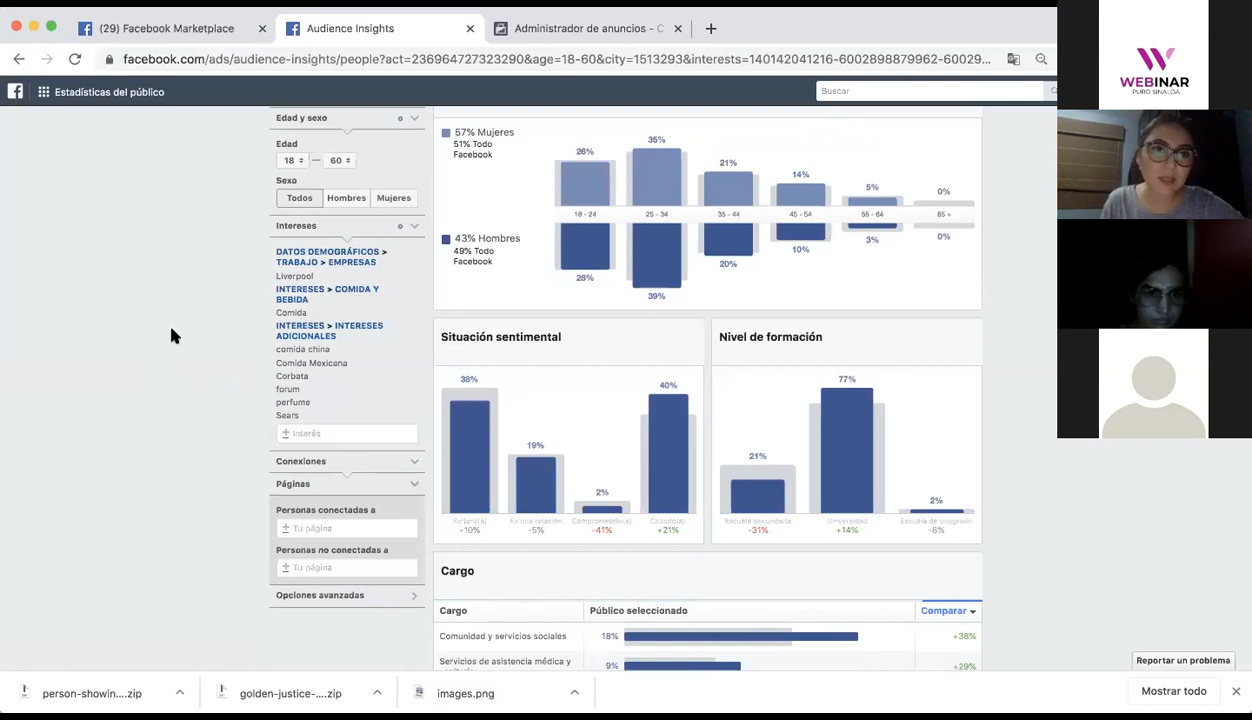 (29) Facebook Marketplace
Audience Insights
Administrador de anuncios - C
facebook.com/ads/audience-insights/people?act=236964727323290&age=18-60&city=1513293&interests=140142041216-6002898879962-60029...
Estadísticas del público
Buscar
WEBINAR
PURO SINALOA
Edad y sexo
Edad
18 — 60
Sexo
Todos Hombres Mujeres
Intereses
DATOS DEMOGRÁFICOS >
TRABAJO > EMPRESAS
Liverpool
INTERESES > COMIDA Y
BEBIDA
Comida
INTERESES > INTERESES
ADICIONALES
comida china
Comida Mexicana
Corbata
forum
perfume
Sears
Interés
Conexiones
Páginas
Personas conectadas a
Tu página
Personas no conectadas a
Tu página
Opciones avanzadas
57% Mujeres
51% Todo
Facebook
26% 35% 21% 14% 5% 0%
18 - 24 25 - 34 35 - 44 45 - 54 55 - 64 65 +
43% Hombres
49% Todo
Facebook
28% 39% 20% 10% 3% 0%
Situación sentimental
38% 19% 2% 40%
Soltero(a) En una relación Comprometido(a) Casado(a)
-10% -5% -41% +21%
Nivel de formación
21% 77% 2%
Escuela secundaria Universidad Escuela de posgrado
-31% +14% -8%
Cargo
Cargo Público seleccionado Comparar
Comunidad y servicios sociales 18% +38%
Servicios de asistencia médica y 9% +29%
Reportar un problema
person-showin....zip
golden-justice-....zip
images.png
Mostrar todo